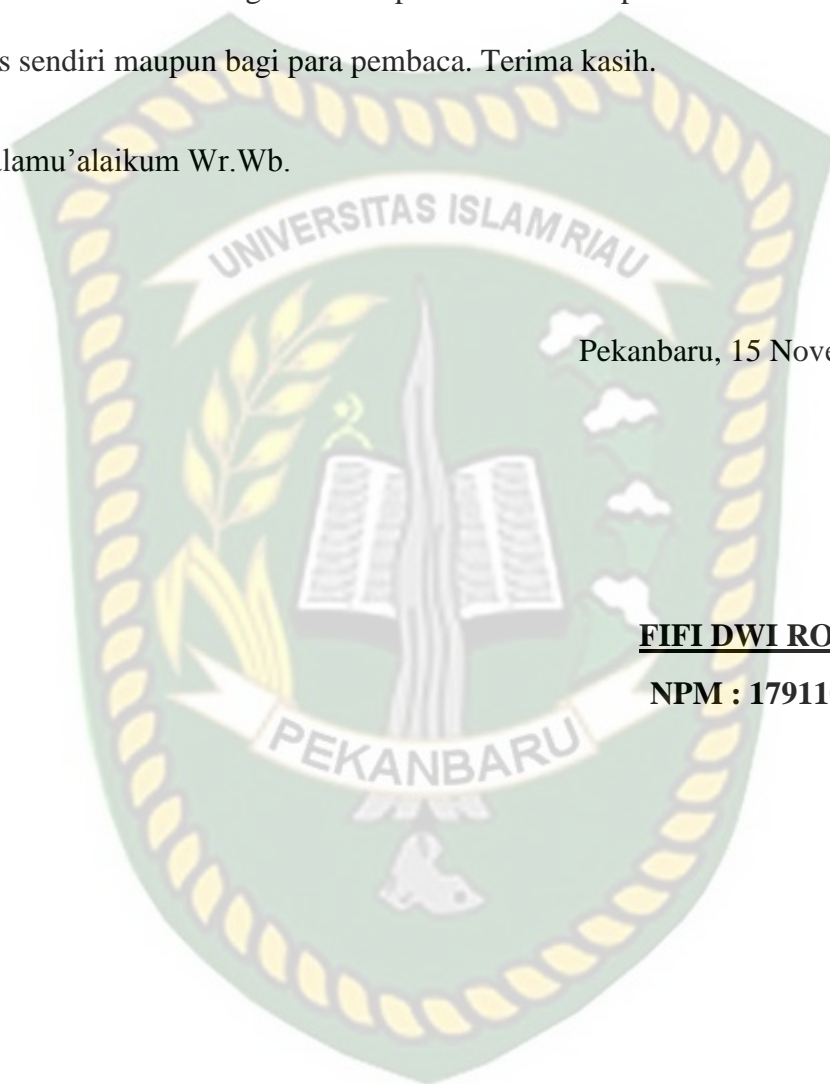 s sendiri maupun bagi para pembaca. Terima kasih.
lamu’alaikum Wr.Wb.
UNIVERSITAS ISLAM RIAU
Pekanbaru, 15 Nove
FIFI DWI RO
NPM : 17911
PEKANBARU